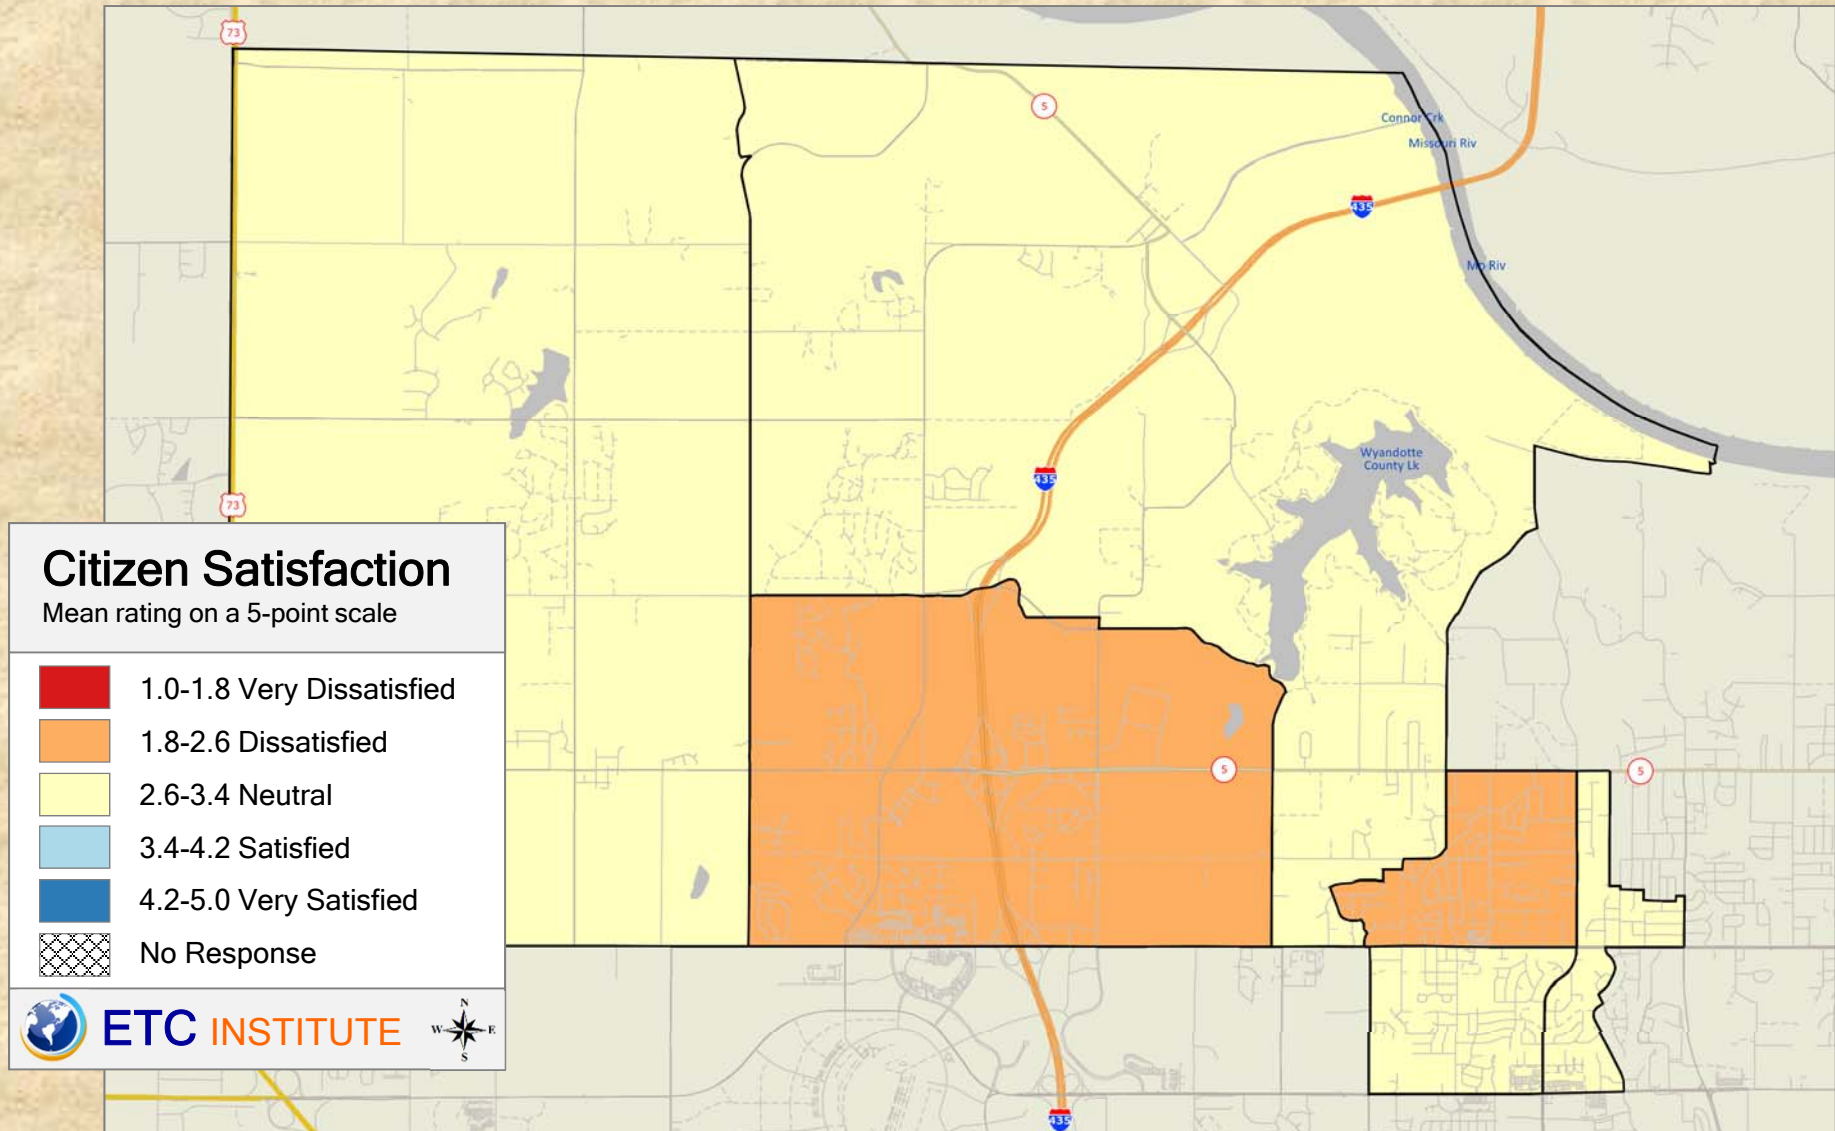 73
5
Connor Crk
Missouri Riv
435
Mo Riv
Wyandotte
County Lk
435
73
Citizen Satisfaction
Mean rating on a 5-point scale
1.0-1.8 Very Dissatisfied
1.8-2.6 Dissatisfied
2.6-3.4 Neutral
3.4-4.2 Satisfied
4.2-5.0 Very Satisfied
No Response
ETC INSTITUTE
N
W E
S
5
5
435